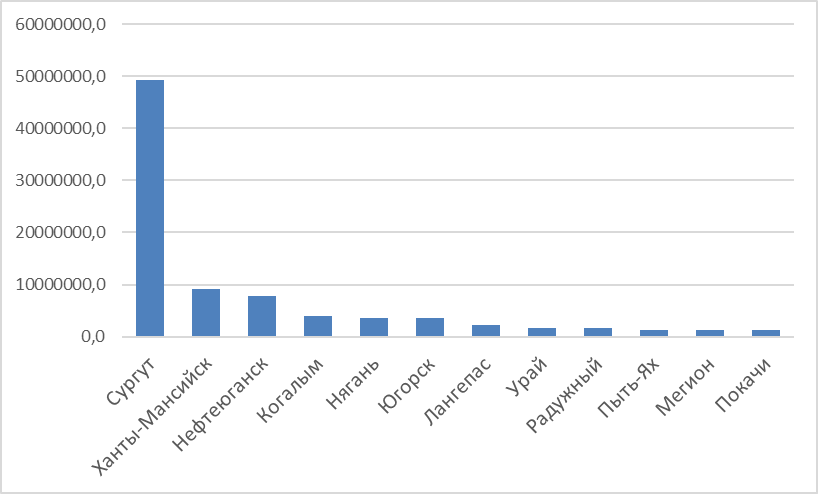 60000000,0
50000000,0
40000000,0
30000000,0
20000000,0
10000000,0
0,0
Сургут
Ханты-Мансийск
Нефтеюганск
Когалым
Нягань
Югорск
Лангепас
Урай
Радужный
Пыть-Ях
Мегион
Покачи